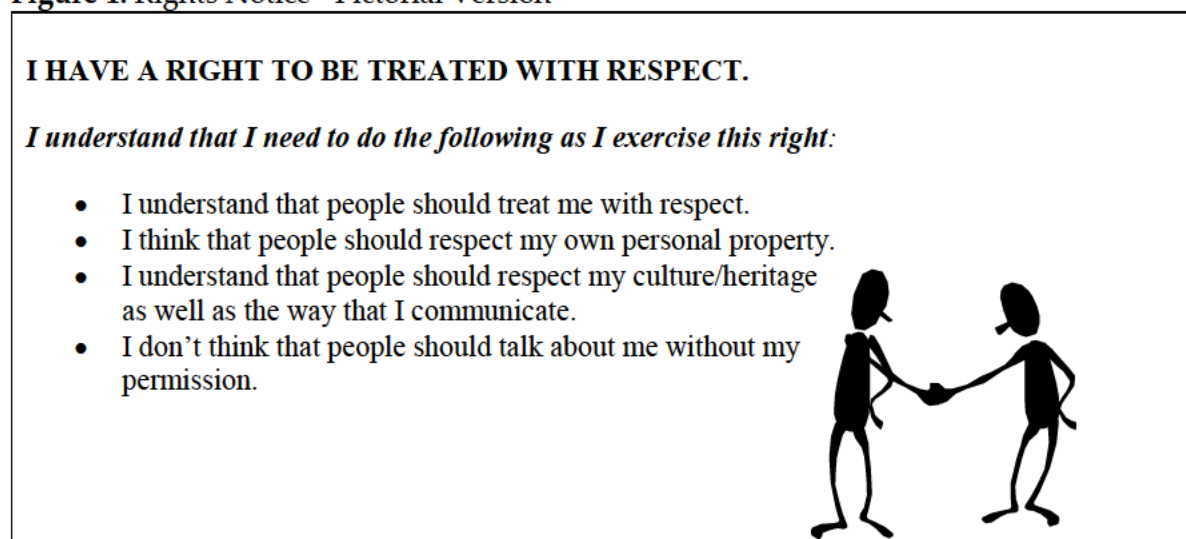 Figure 1. Rights Notice - Pictorial Version
I HAVE A RIGHT TO BE TREATED WITH RESPECT.
I understand that I need to do the following as I exercise this right:
• I understand that people should treat me with respect.
• I think that people should respect my own personal property.
• I understand that people should respect my culture/heritage
as well as the way that I communicate.
• I don’t think that people should talk about me without my
permission.